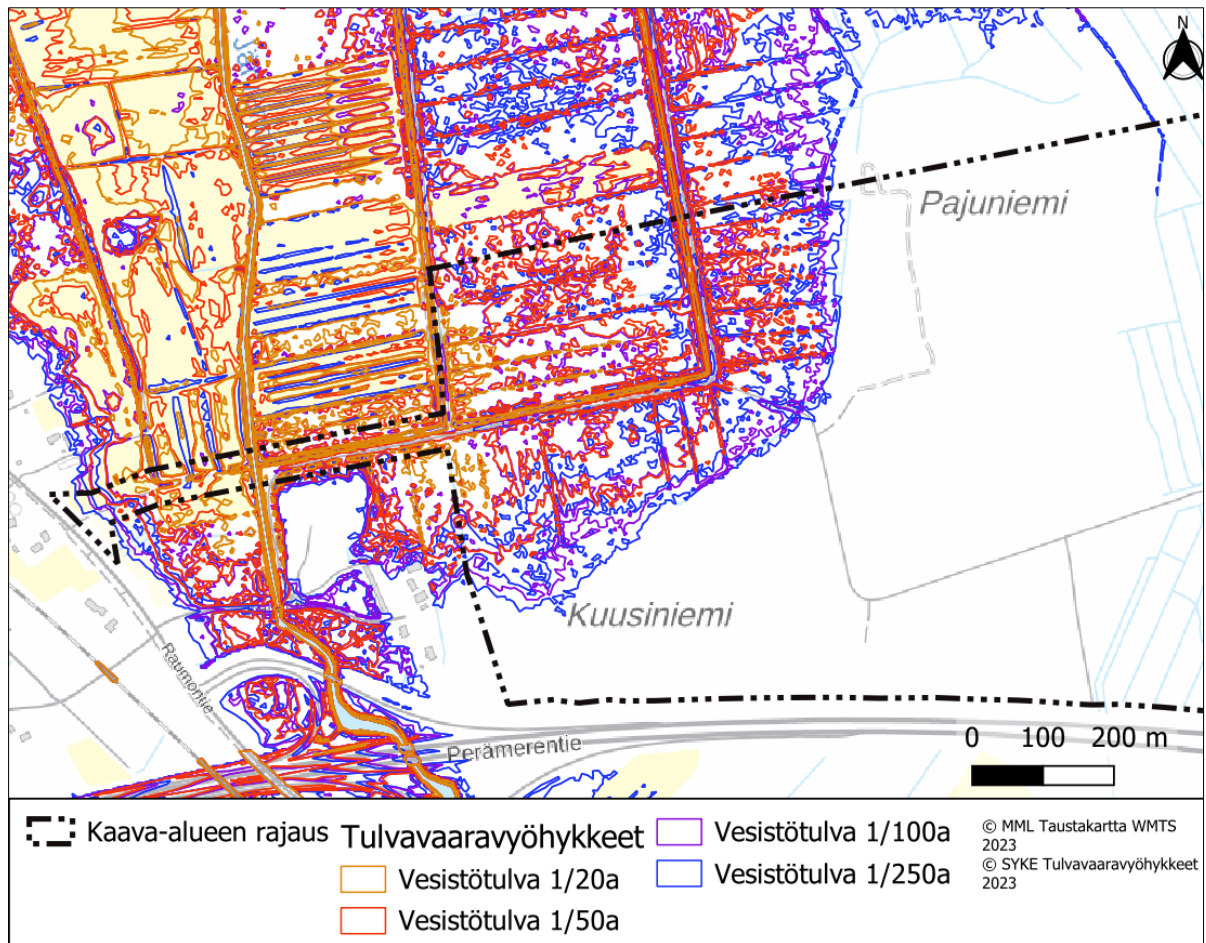 N
Pajuniemi
Kuusiniemi
Raumontie
Perämerentie
0 100 200 m
Kaava-alueen rajaus
Tulvavaaravyöhykkeet
Vesistötulva 1/20a
Vesistötulva 1/50a
Vesistötulva 1/100a
Vesistötulva 1/250a
© MML Taustakartta WMTS
2023
© SYKE Tulvavaaravyöhykkeet
2023